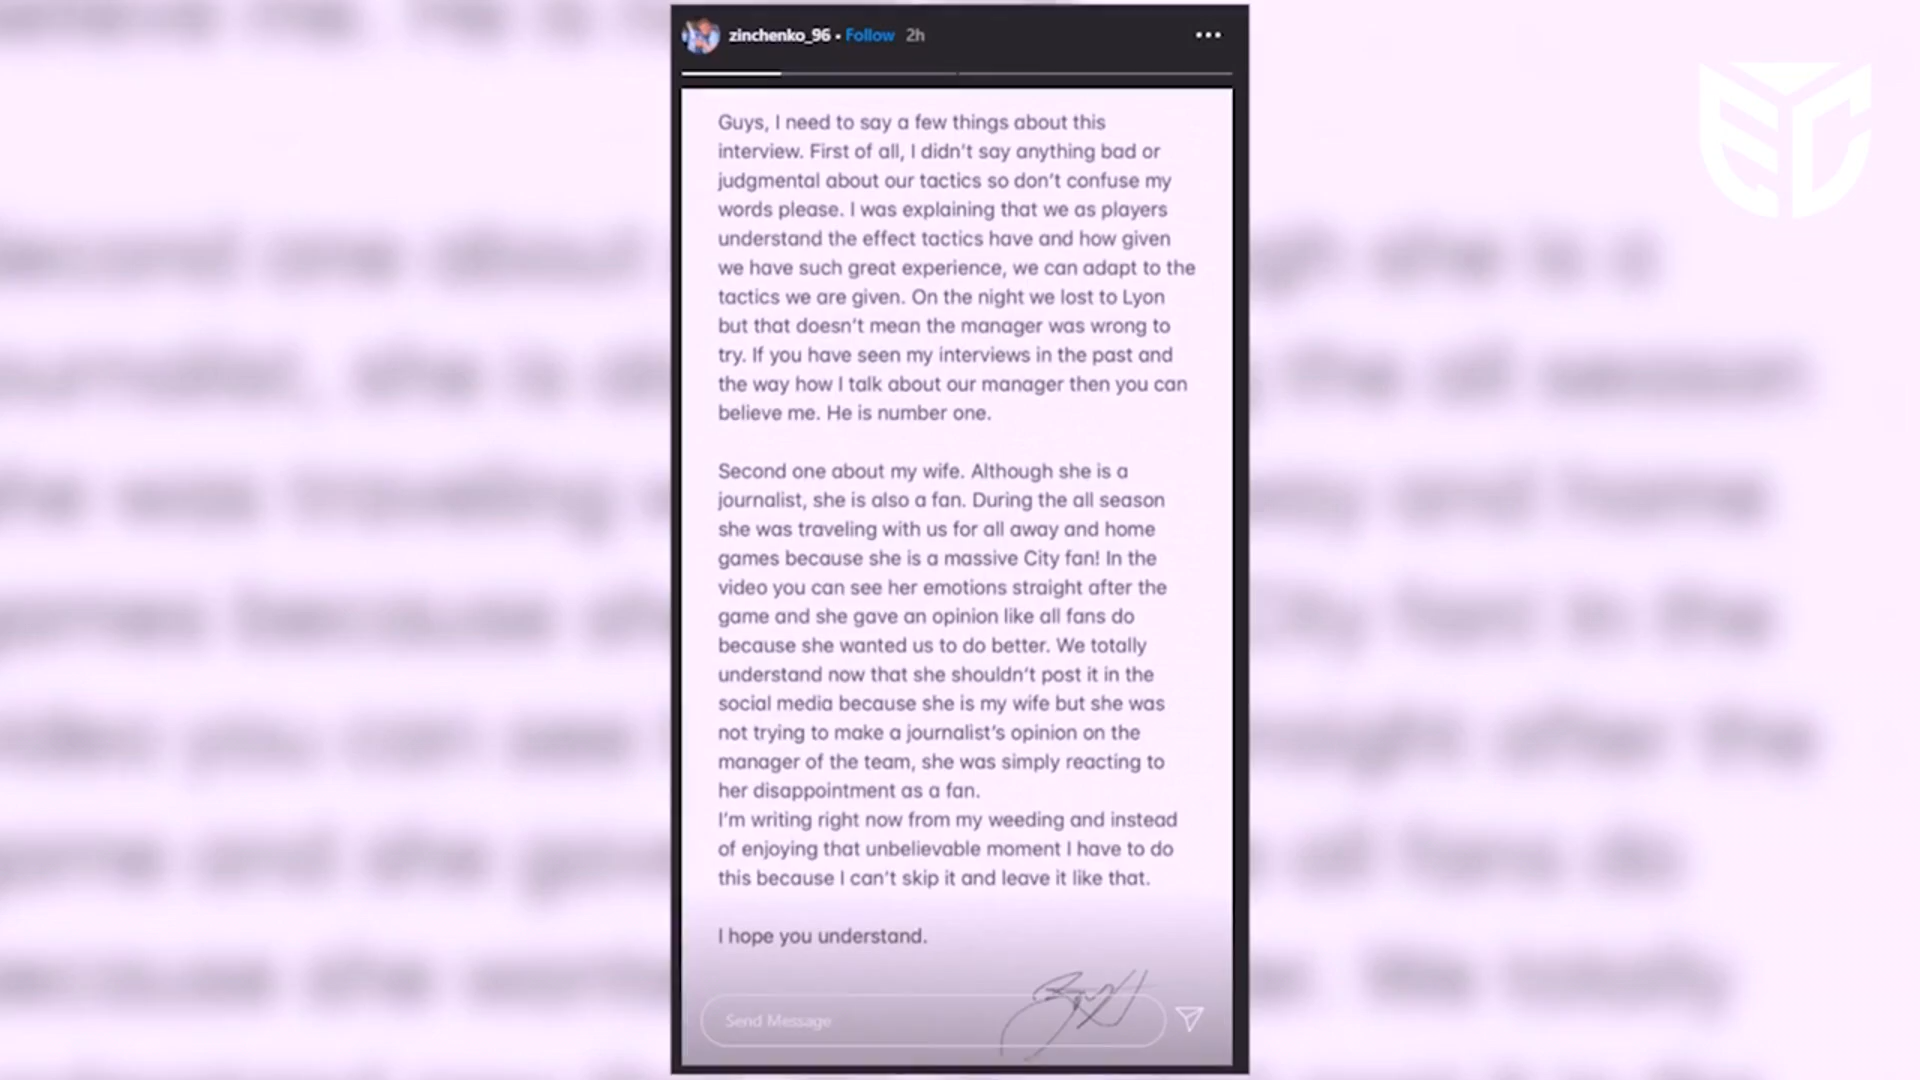 zinchenko_96 • Follow 2h
Guys, I need to say a few things about this
interview. First of all, I didn't say anything bad or
judgmental about our tactics so don't confuse my
words please. I was explaining that we as players
understand the effect tactics have and how given
we have such great experience, we can adapt to the
tactics we are given. On the night we lost to Lyon
but that doesn't mean the manager was wrong to
try. If you have seen my interviews in the past and
the way how I talk about our manager then you can
believe me. He is number one.
Second one about my wife. Although she is a
journalist, she is also a fan. During the all season
she was traveling with us for all away and home
games because she is a massive City fan! In the
video you can see her emotions straight after the
game and she gave an opinion like all fans do
because she wanted us to do better. We totally
understand now that she shouldn't post it in the
social media because she is my wife but she was
not trying to make a journalist's opinion on the
manager of the team, she was simply reacting to
her disappointment as a fan.
I'm writing right now from my weeding and instead
of enjoying that unbelievable moment I have to do
this because I can't skip it and leave it like that.
I hope you understand.
Send Message